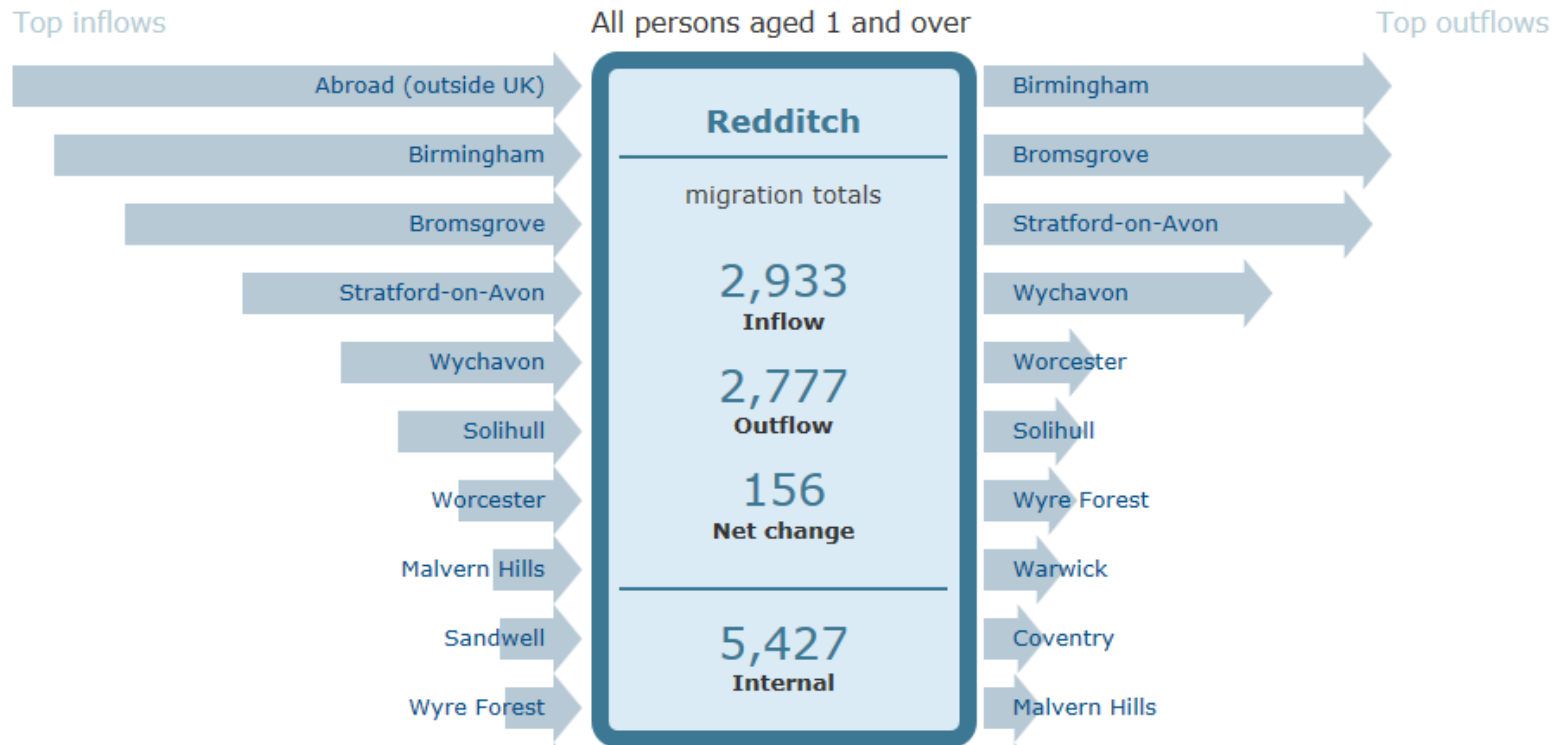 Top inflows
All persons aged 1 and over
Top outflows
Abroad (outside UK)
Birmingham
Bromsgrove
Stratford-on-Avon
Wychavon
Solihull
Worcester
Malvern Hills
Sandwell
Wyre Forest
Redditch
migration totals
2,933
Inflow
2,777
Outflow
156
Net change
5,427
Internal
Birmingham
Bromsgrove
Stratford-on-Avon
Wychavon
Worcester
Solihull
Wyre Forest
Warwick
Coventry
Malvern Hills